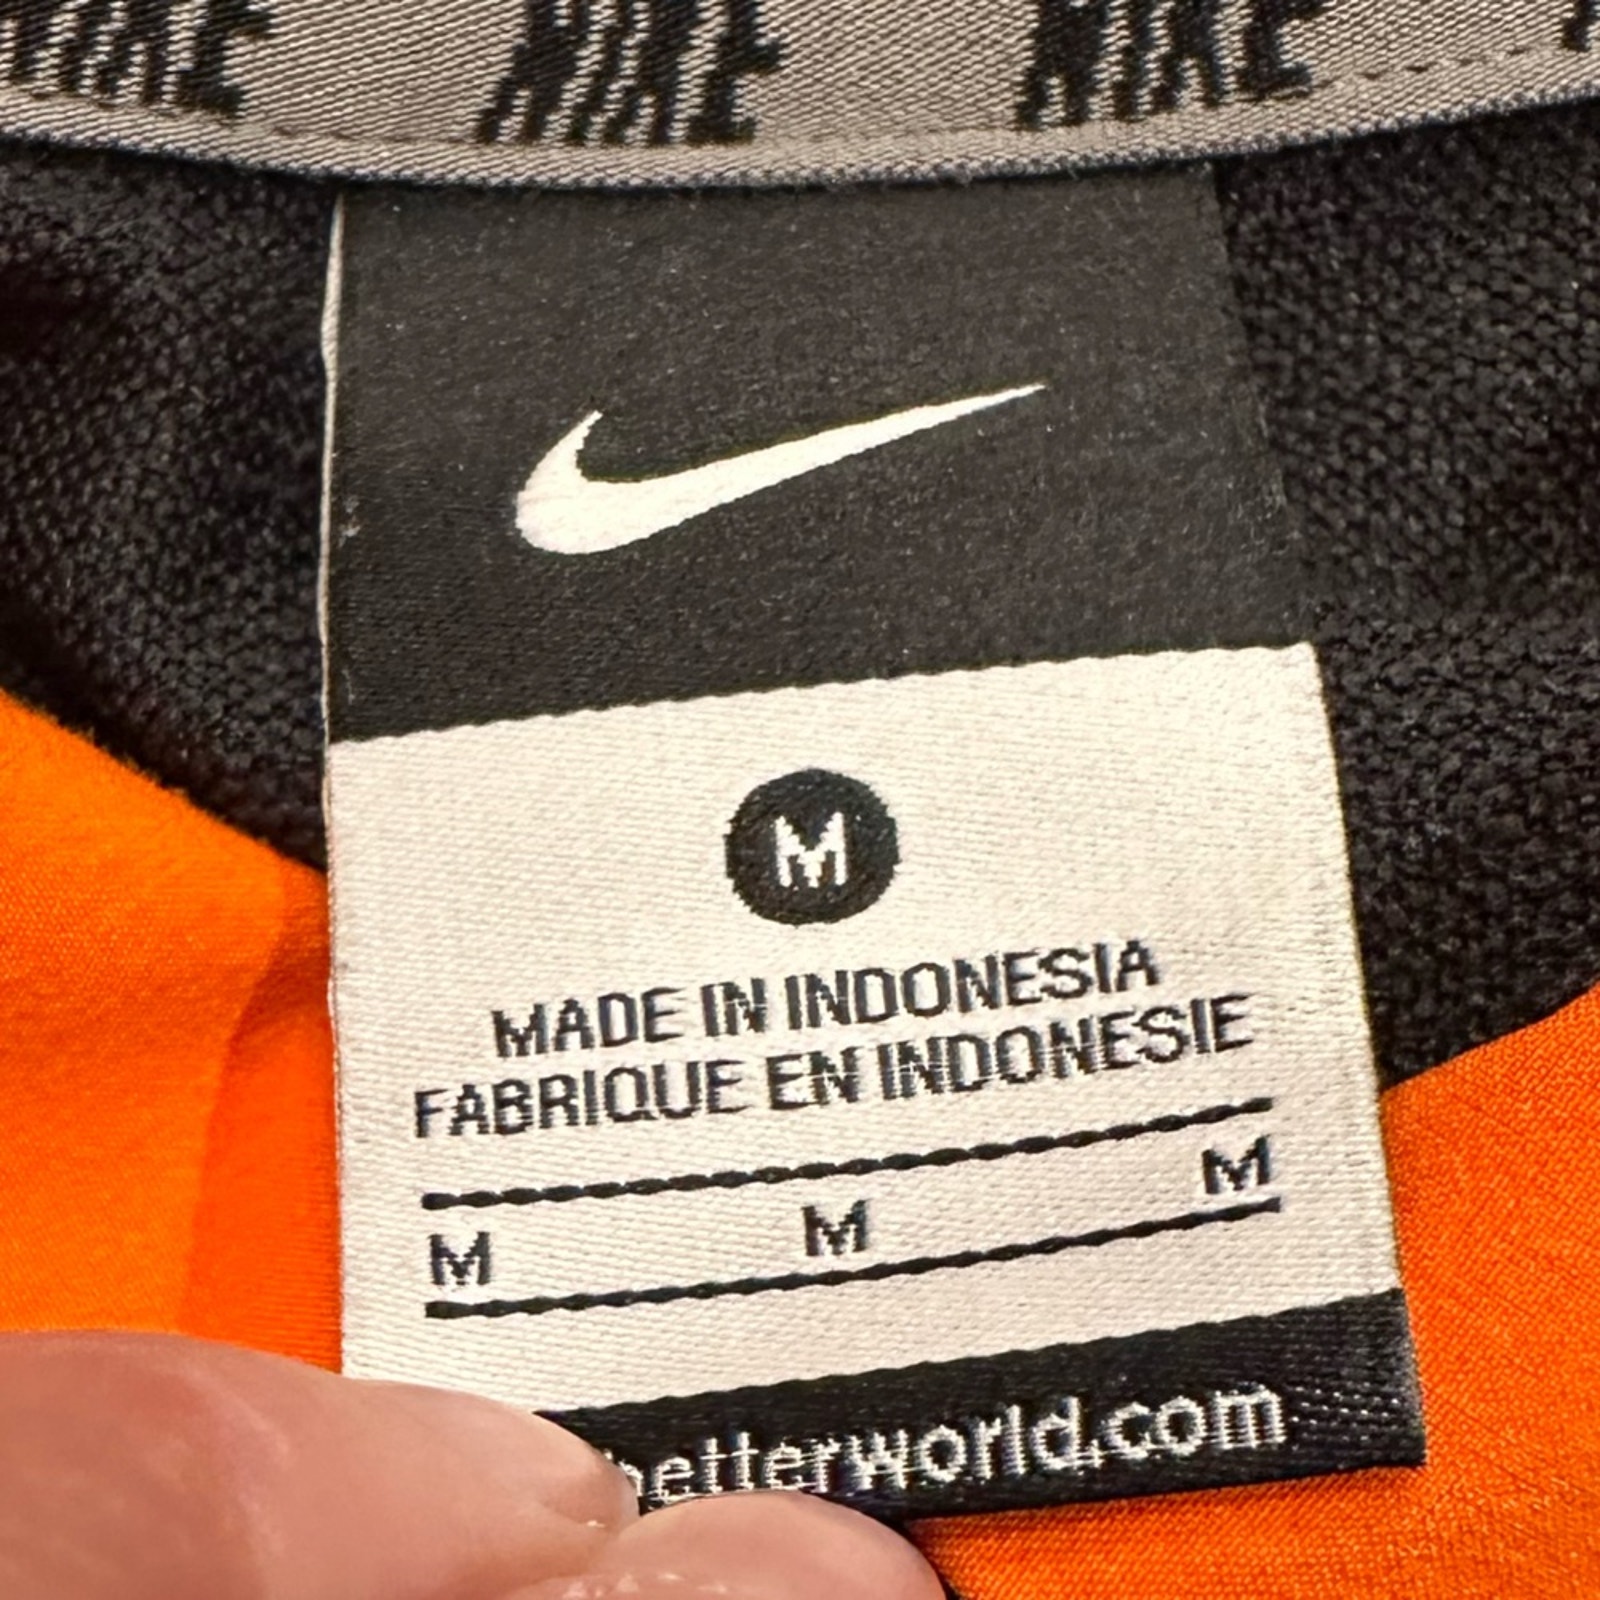 NIKE NIKE NIKE
M
MADE IN INDONESIA
FABRIQUE EN INDONESIE
M M M
betterworld.com